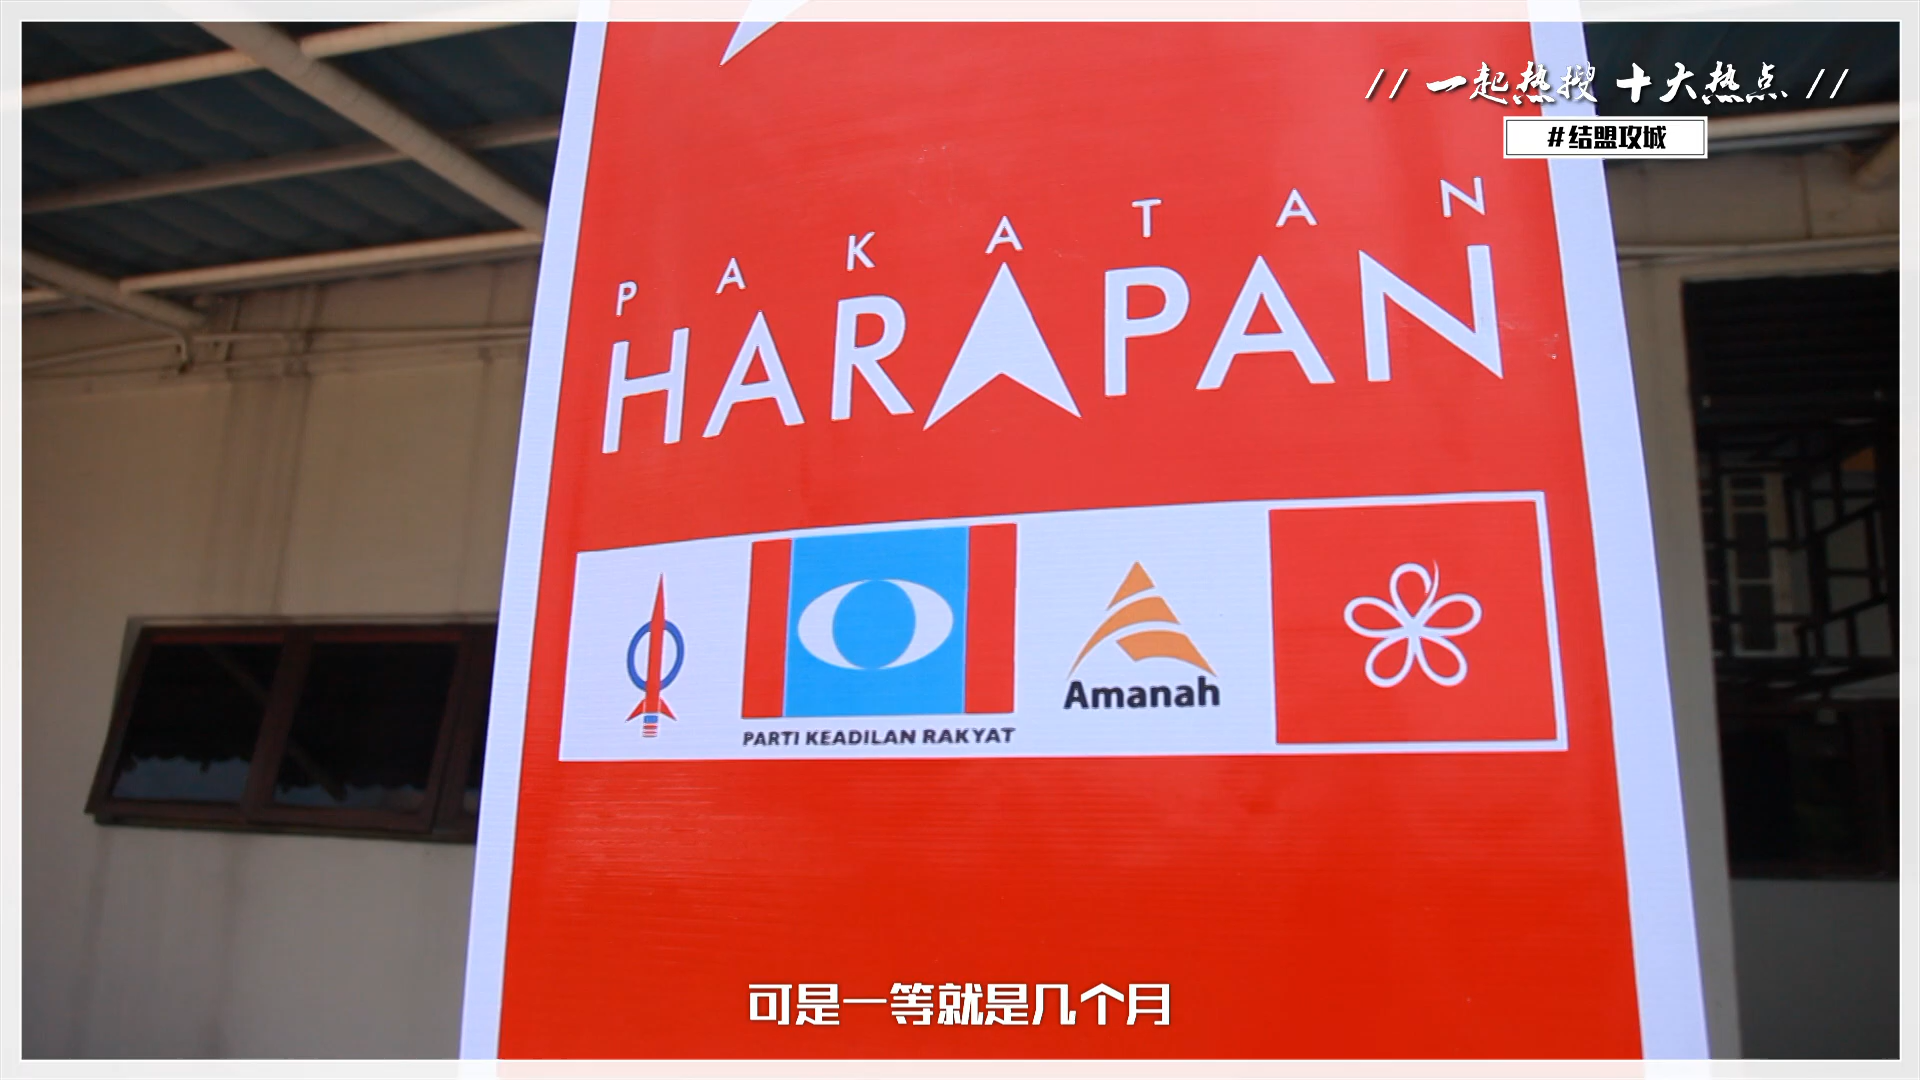 // 一起热搜 十大热点 //
#结盟攻城
PAKATAN
HARAPAN
PARTI KEADILAN RAKYAT
Amanah
可是一等就是几个月